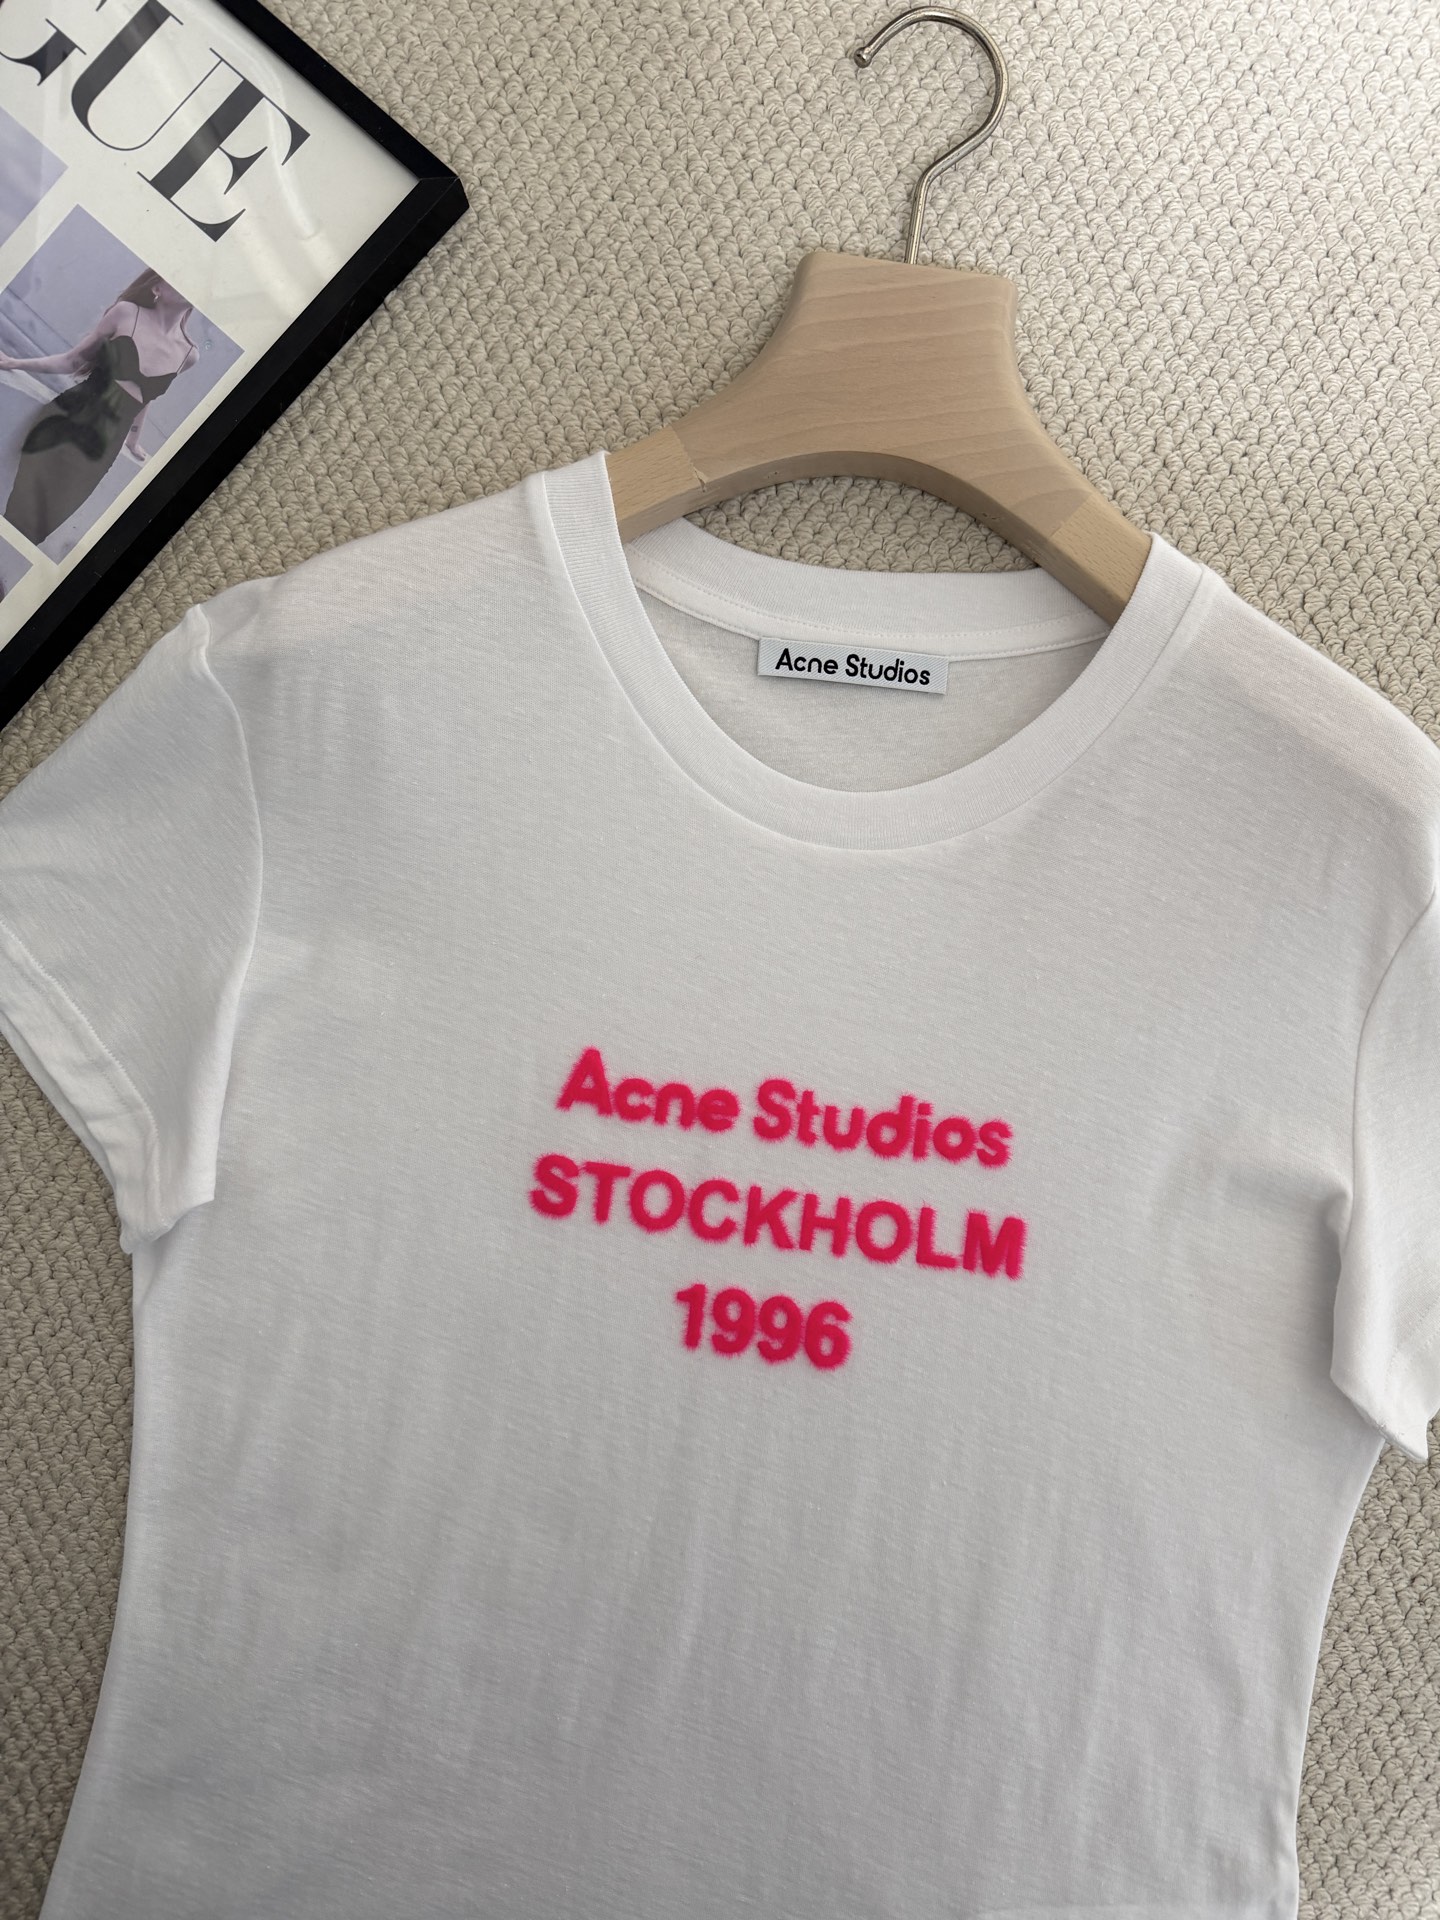 GUE
Acne Studios
Acne Studios
STOCKHOLM
1996